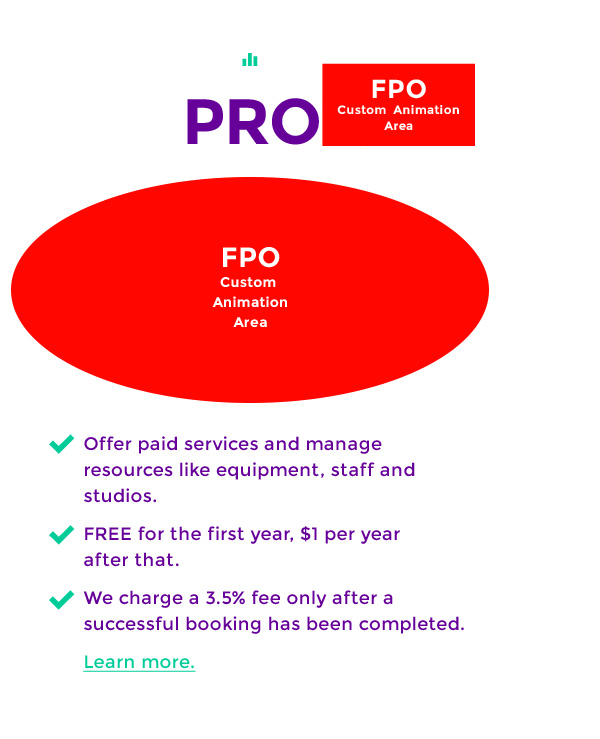 PRO
FPO
Custom Animation
Area
FPO
Custom
Animation
Area
Offer paid services and manage
resources like equipment, staff and
studios.
FREE for the first year, $1 per year
after that.
We charge a 3.5% fee only after a
successful booking has been completed.
Learn more.